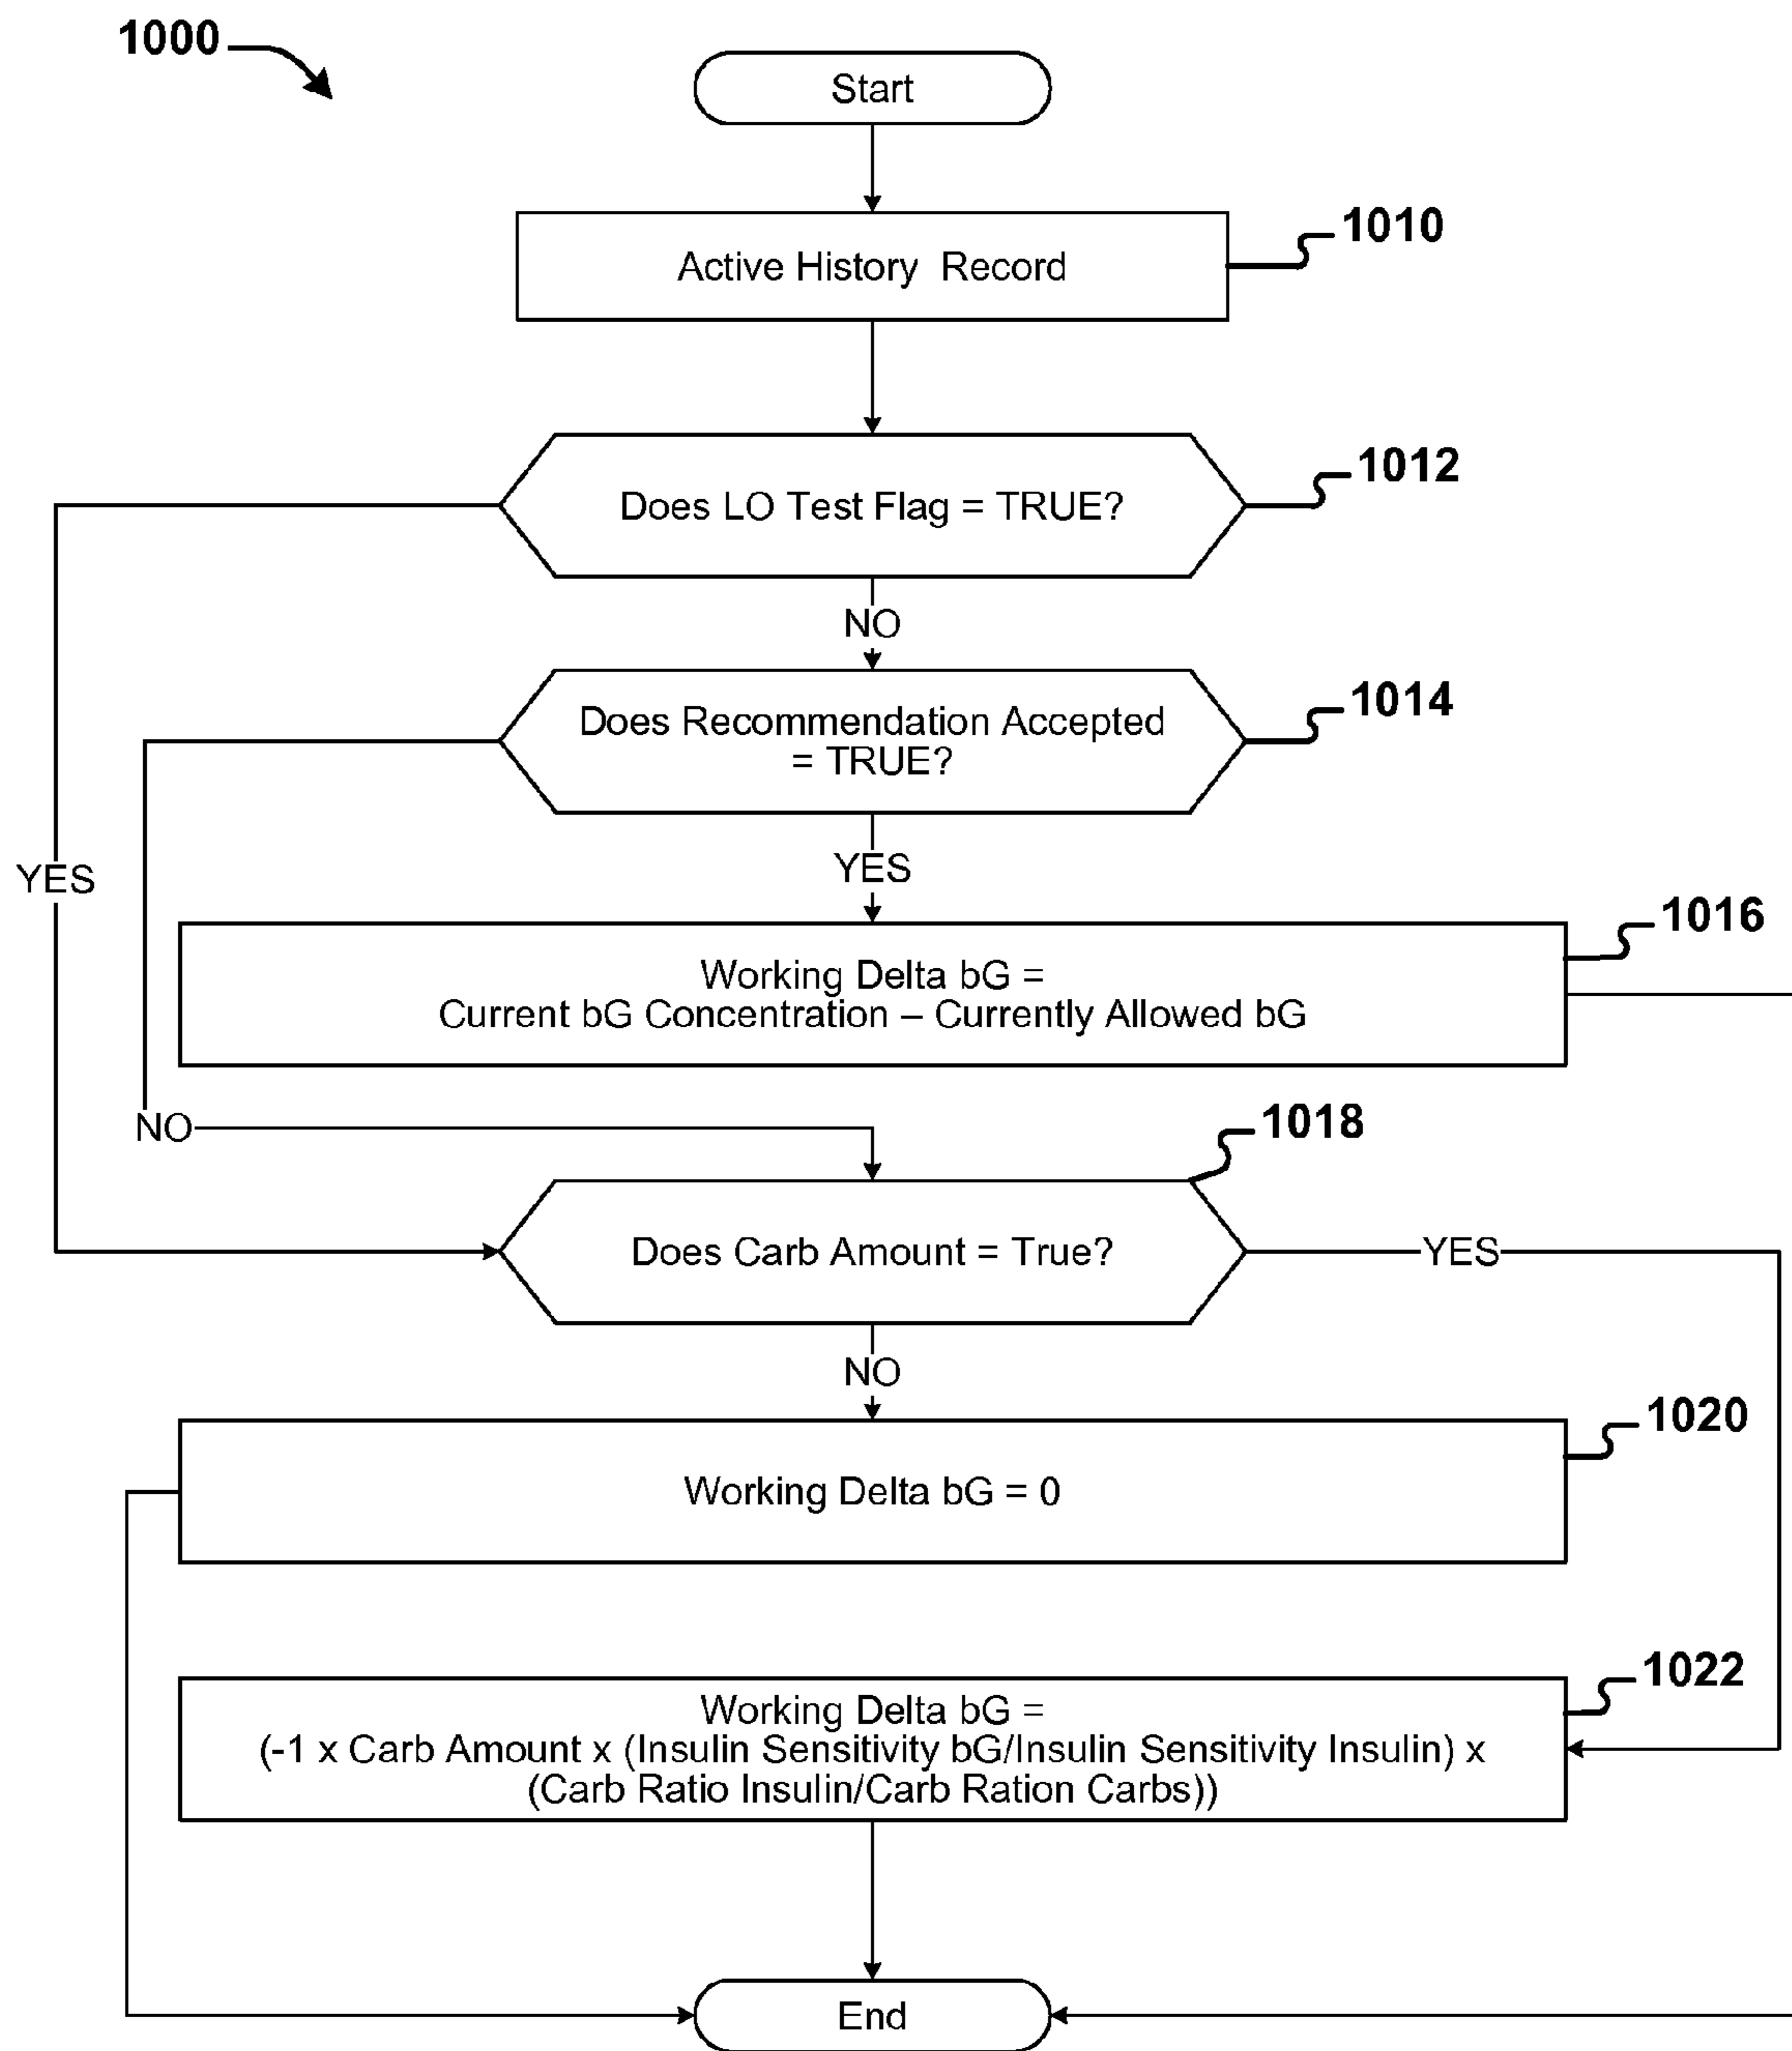 1000
Start
Active History Record
1010
Does LO Test Flag = TRUE?
1012
NO
Does Recommendation Accepted
= TRUE?
1014
YES
YES
Working Delta bG =
Current bG Concentration – Currently Allowed bG
1016
NO
1018
Does Carb Amount = True?
YES
NO
Working Delta bG = 0
1020
Working Delta bG =
(-1 x Carb Amount x (Insulin Sensitivity bG/Insulin Sensitivity Insulin) x
(Carb Ratio Insulin/Carb Ration Carbs))
1022
End